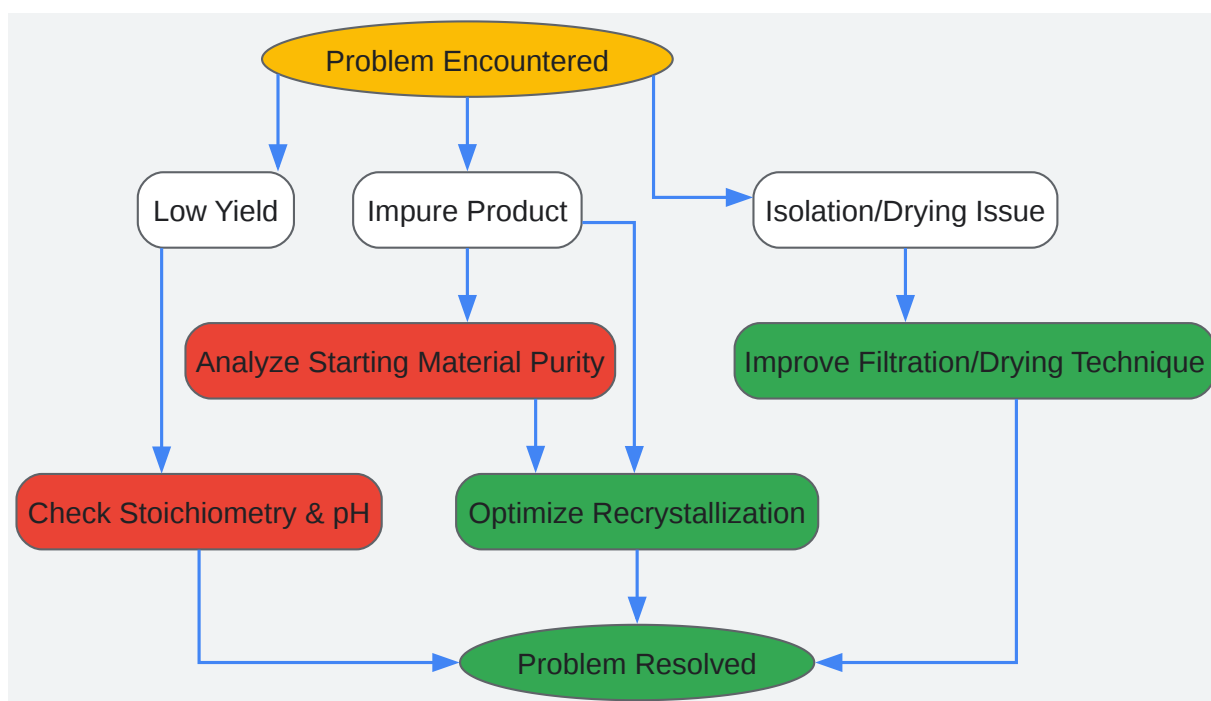 Problem Encountered
Low Yield
Impure Product
Isolation/Drying Issue
Analyze Starting Material Purity
Improve Filtration/Drying Technique
Check Stoichiometry & pH
Optimize Recrystallization
Problem Resolved